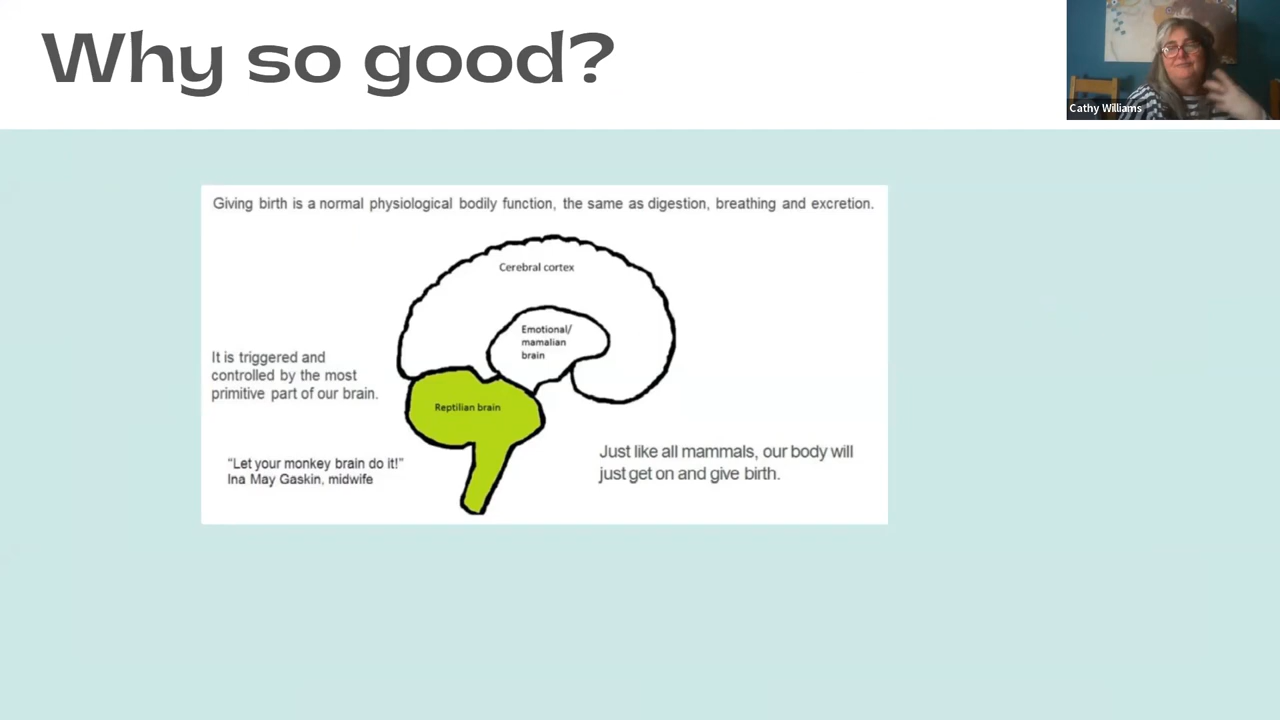 Why so good?
Cathy Williams
Giving birth is a normal physiological bodily function, the same as digestion, breathing and excretion.
Cerebral cortex
Emotional/
mamalian
brain
It is triggered and
controlled by the most
primitive part of our brain.
Reptilian brain
"Let your monkey brain do it!"
Ina May Gaskin, midwife
Just like all mammals, our body will
just get on and give birth.